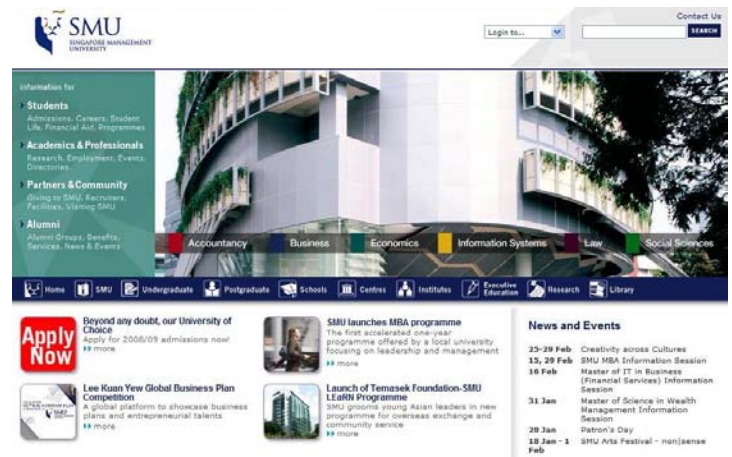 SMU
SINGAPORE MANAGEMENT
UNIVERSITY
Contact Us
Login to...
SEARCH
Information for
Students
Admissions, Careers, Student
Life, Financial Aid, Programmes
Academics & Professionals
Research, Employment, Events,
Directories
Partners & Community
Giving to SMU, Recruiters,
Facilities, Visiting SMU
Alumni
Alumni Groups, Benefits,
Services, News & Events
Accountancy
Business
Economics
Information Systems
Law
Social Sciences
Home
SMU
Undergraduate
Postgraduate
Schools
Centres
Institutes
Executive
Education
Research
Library
Apply
Now
Beyond any doubt, our University of
Choice
Apply for 2008/09 admissions now!
more
SMU launches MBA programme
The first accelerated one-year
programme offered by a local university
focusing on leadership and management
more
Lee Kuan Yew Global Business Plan
Competition
A global platform to showcase business
plans and entrepreneurial talents
more
Launch of Temasek Foundation-SMU
LEaRN Programme
SMU grooms young Asian leaders in new
programme for overseas exchange and
community service
more
News and Events
25-29 Feb Creativity across Cultures
15, 29 Feb SMU MBA Information Session
16 Feb Master of IT in Business
(Financial Services) Information
Session
31 Jan Master of Science in Wealth
Management Information
Session
28 Jan Patron's Day
18 Jan - 1 SMU Arts Festival - non|sense
Feb